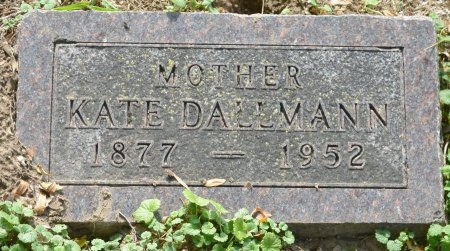 MOTHER
KATE DALLMANN
1877 — 1952